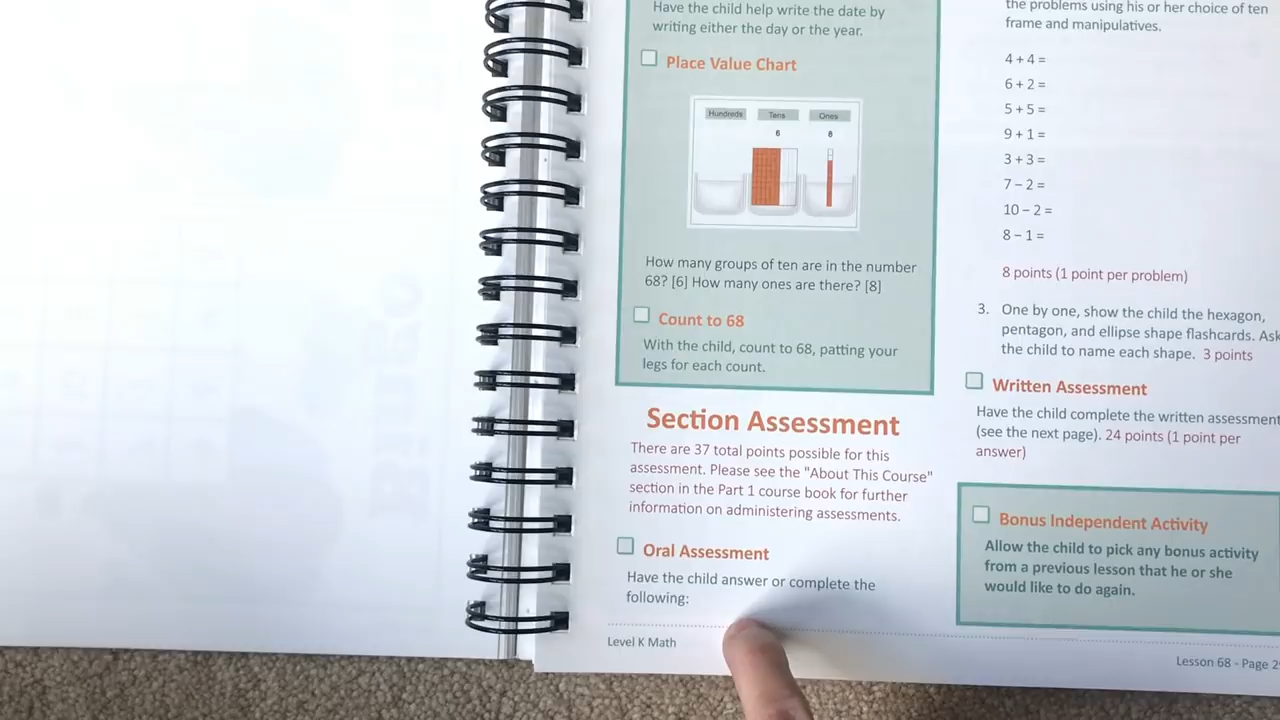 Have the child help write the date by
writing either the day or the year.
Place Value Chart
Hundreds Tens Ones
6 8
How many groups of ten are in the number
68? [6] How many ones are there? [8]
Count to 68
With the child, count to 68, patting your
legs for each count.
Section Assessment
There are 37 total points possible for this
assessment. Please see the "About This Course"
section in the Part 1 course book for further
information on administering assessments.
Oral Assessment
Have the child answer or complete the
following:
Level K Math
the problems using his or her choice of ten
frame and manipulatives.
4 + 4 =
6 + 2 =
5 + 5 =
9 + 1 =
3 + 3 =
7 – 2 =
10 – 2 =
8 – 1 =
8 points (1 point per problem)
3. One by one, show the child the hexagon,
pentagon, and ellipse shape flashcards. Ask
the child to name each shape. 3 points
Written Assessment
Have the child complete the written assessment
(see the next page). 24 points (1 point per
answer)
Bonus Independent Activity
Allow the child to pick any bonus activity
from a previous lesson that he or she
would like to do again.
Lesson 68 - Page